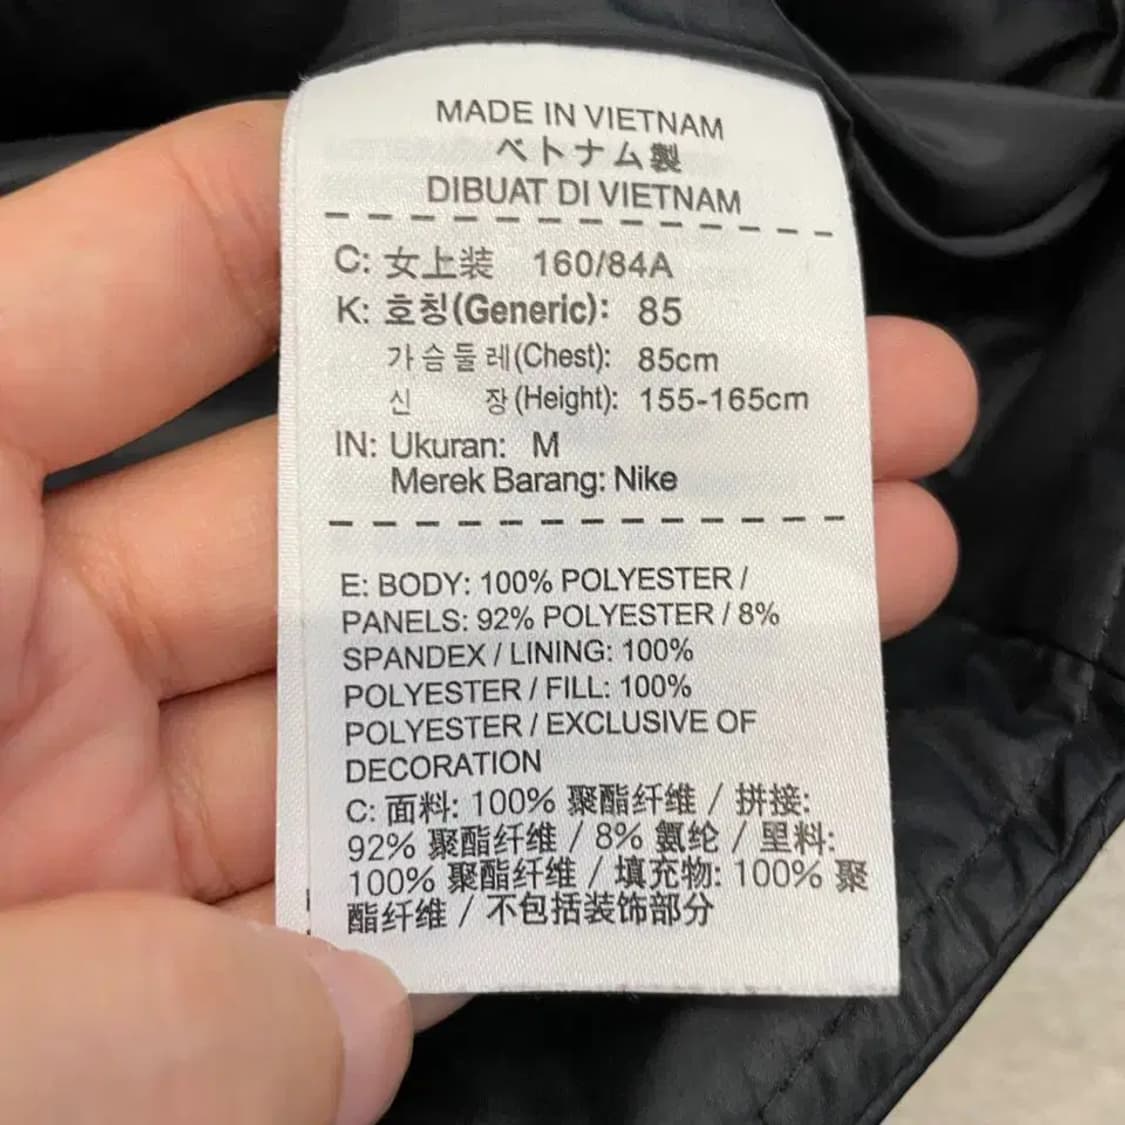 MADE IN VIETNAM
ベトナム製
DIBUAT DI VIETNAM
C: 女上装 160/84A
K: 호칭(Generic): 85
가슴둘레(Chest): 85cm
신 장(Height): 155-165cm
IN: Ukuran: M
Merek Barang: Nike
E: BODY: 100% POLYESTER /
PANELS: 92% POLYESTER / 8%
SPANDEX / LINING: 100%
POLYESTER / FILL: 100%
POLYESTER / EXCLUSIVE OF
DECORATION
C: 面料: 100% 聚酯纤维 / 拼接:
92% 聚酯纤维 / 8% 氨纶 / 里料:
100% 聚酯纤维 / 填充物: 100% 聚
酯纤维 / 不包括装饰部分